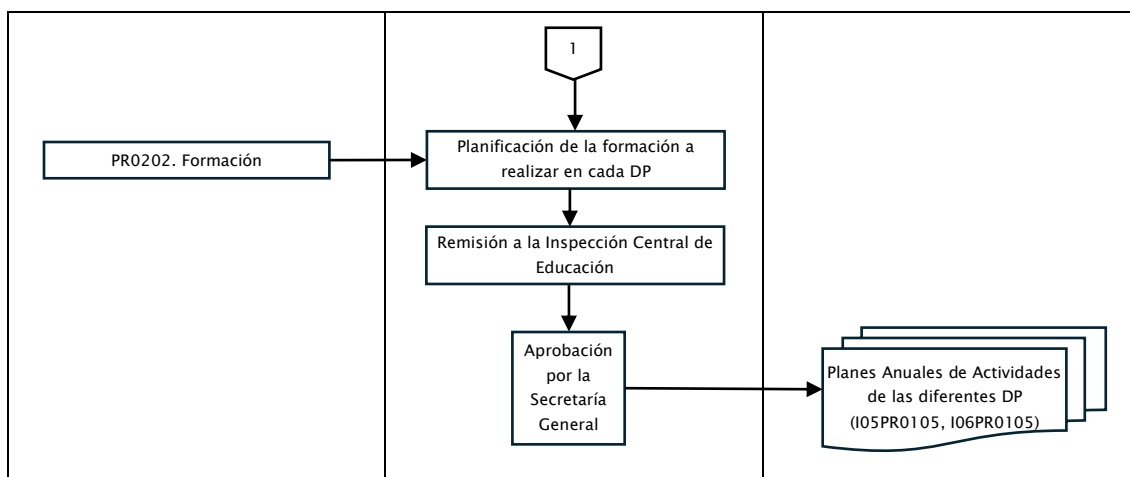 1
PR0202. Formación
Planificación de la formación a
realizar en cada DP
Remisión a la Inspección Central de
Educación
Aprobación
por la
Secretaría
General
Planes Anuales de Actividades
de las diferentes DP
(I05PR0105, I06PR0105)